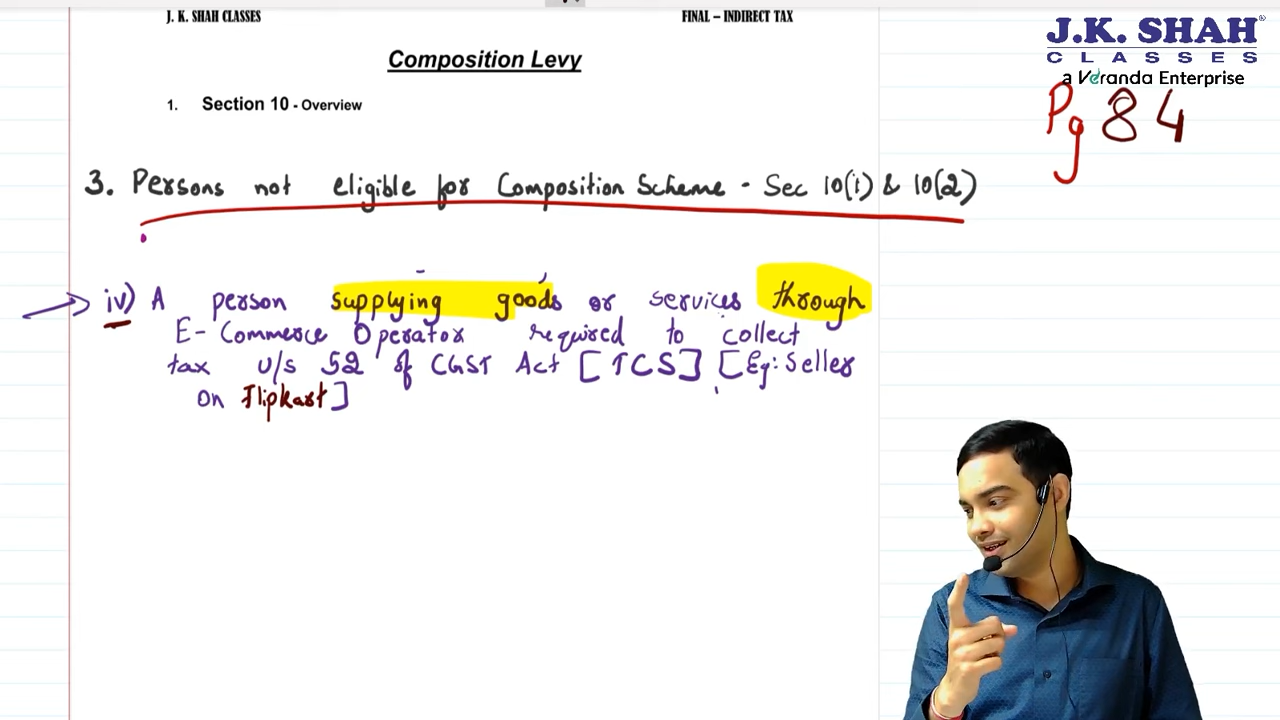 J. K. SHAH CLASSES
FINAL – INDIRECT TAX
J.K. SHAH®
CLASSES
a Veranda Enterprise
Composition Levy
Pg 84
1. Section 10 - Overview
3. Persons not eligible for Composition Scheme - Sec 10(1) & 10(2)
iv) A person supplying goods or services through
E-Commerce Operator required to collect
tax u/s 52 of CGST Act [TCS] [Eg: Seller
on Flipkart]